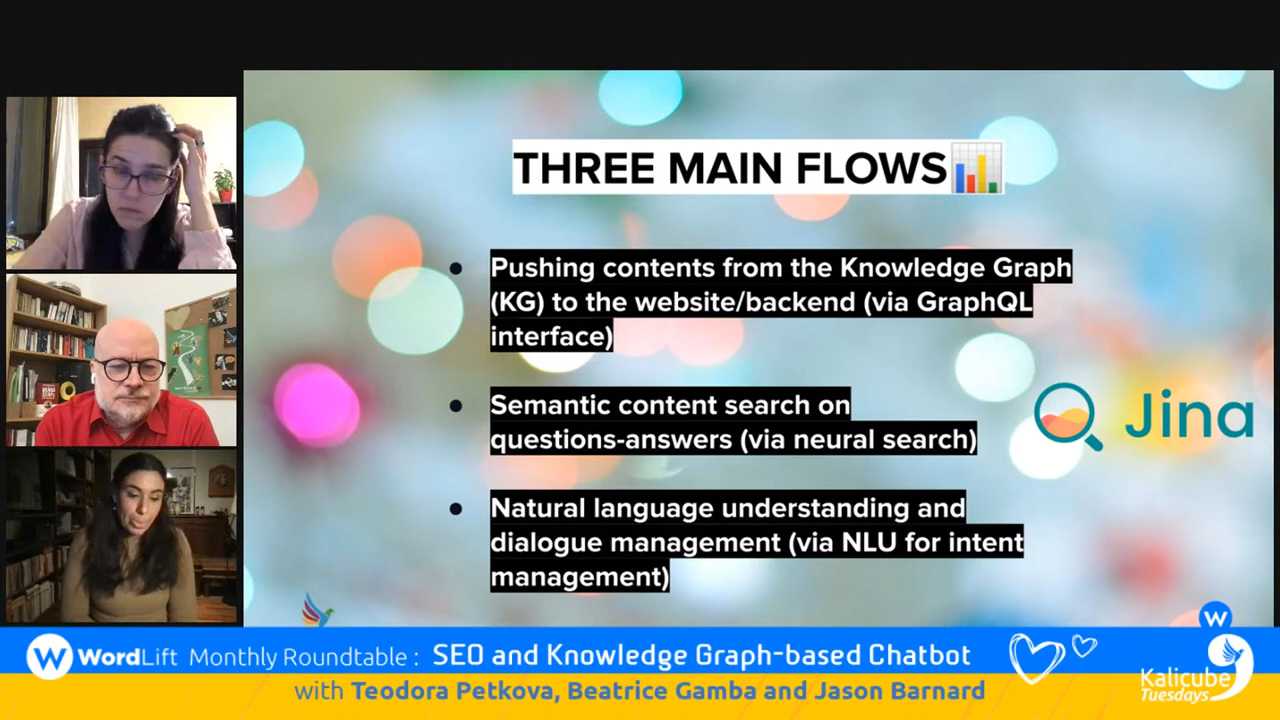 THREE MAIN FLOWS
Pushing contents from the Knowledge Graph
(KG) to the website/backend (via GraphQL
interface)
Semantic content search on
questions-answers (via neural search)
Jina
Natural language understanding and
dialogue management (via NLU for intent
management)
W
W WordLift Monthly Roundtable : SEO and Knowledge Graph-based Chatbot
with Teodora Petkova, Beatrice Gamba and Jason Barnard
Kalicube
Tuesdays